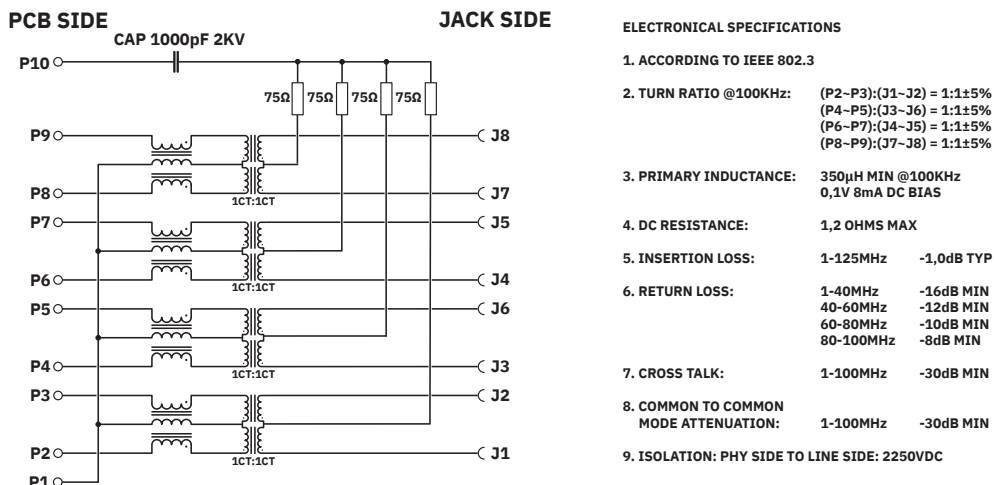 PCB SIDE
JACK SIDE
CAP 1000pF 2KV
P10
75Ω 75Ω 75Ω 75Ω
P9
J8
P8
J7
1CT:1CT
P7
J5
P6
J4
1CT:1CT
P5
J6
P4
J3
1CT:1CT
P3
J2
P2
J1
1CT:1CT
P1
ELECTRONICAL SPECIFICATIONS
1. ACCORDING TO IEEE 802.3
2. TURN RATIO @100KHz: (P2~P3):(J1~J2) = 1:1±5%
(P4~P5):(J3~J6) = 1:1±5%
(P6~P7):(J4~J5) = 1:1±5%
(P8~P9):(J7~J8) = 1:1±5%
3. PRIMARY INDUCTANCE: 350µH MIN @100KHz
0,1V 8mA DC BIAS
4. DC RESISTANCE: 1,2 OHMS MAX
5. INSERTION LOSS: 1-125MHz -1,0dB TYP
6. RETURN LOSS: 1-40MHz -16dB MIN
40-60MHz -12dB MIN
60-80MHz -10dB MIN
80-100MHz -8dB MIN
7. CROSS TALK: 1-100MHz -30dB MIN
8. COMMON TO COMMON
MODE ATTENUATION: 1-100MHz -30dB MIN
9. ISOLATION: PHY SIDE TO LINE SIDE: 2250VDC